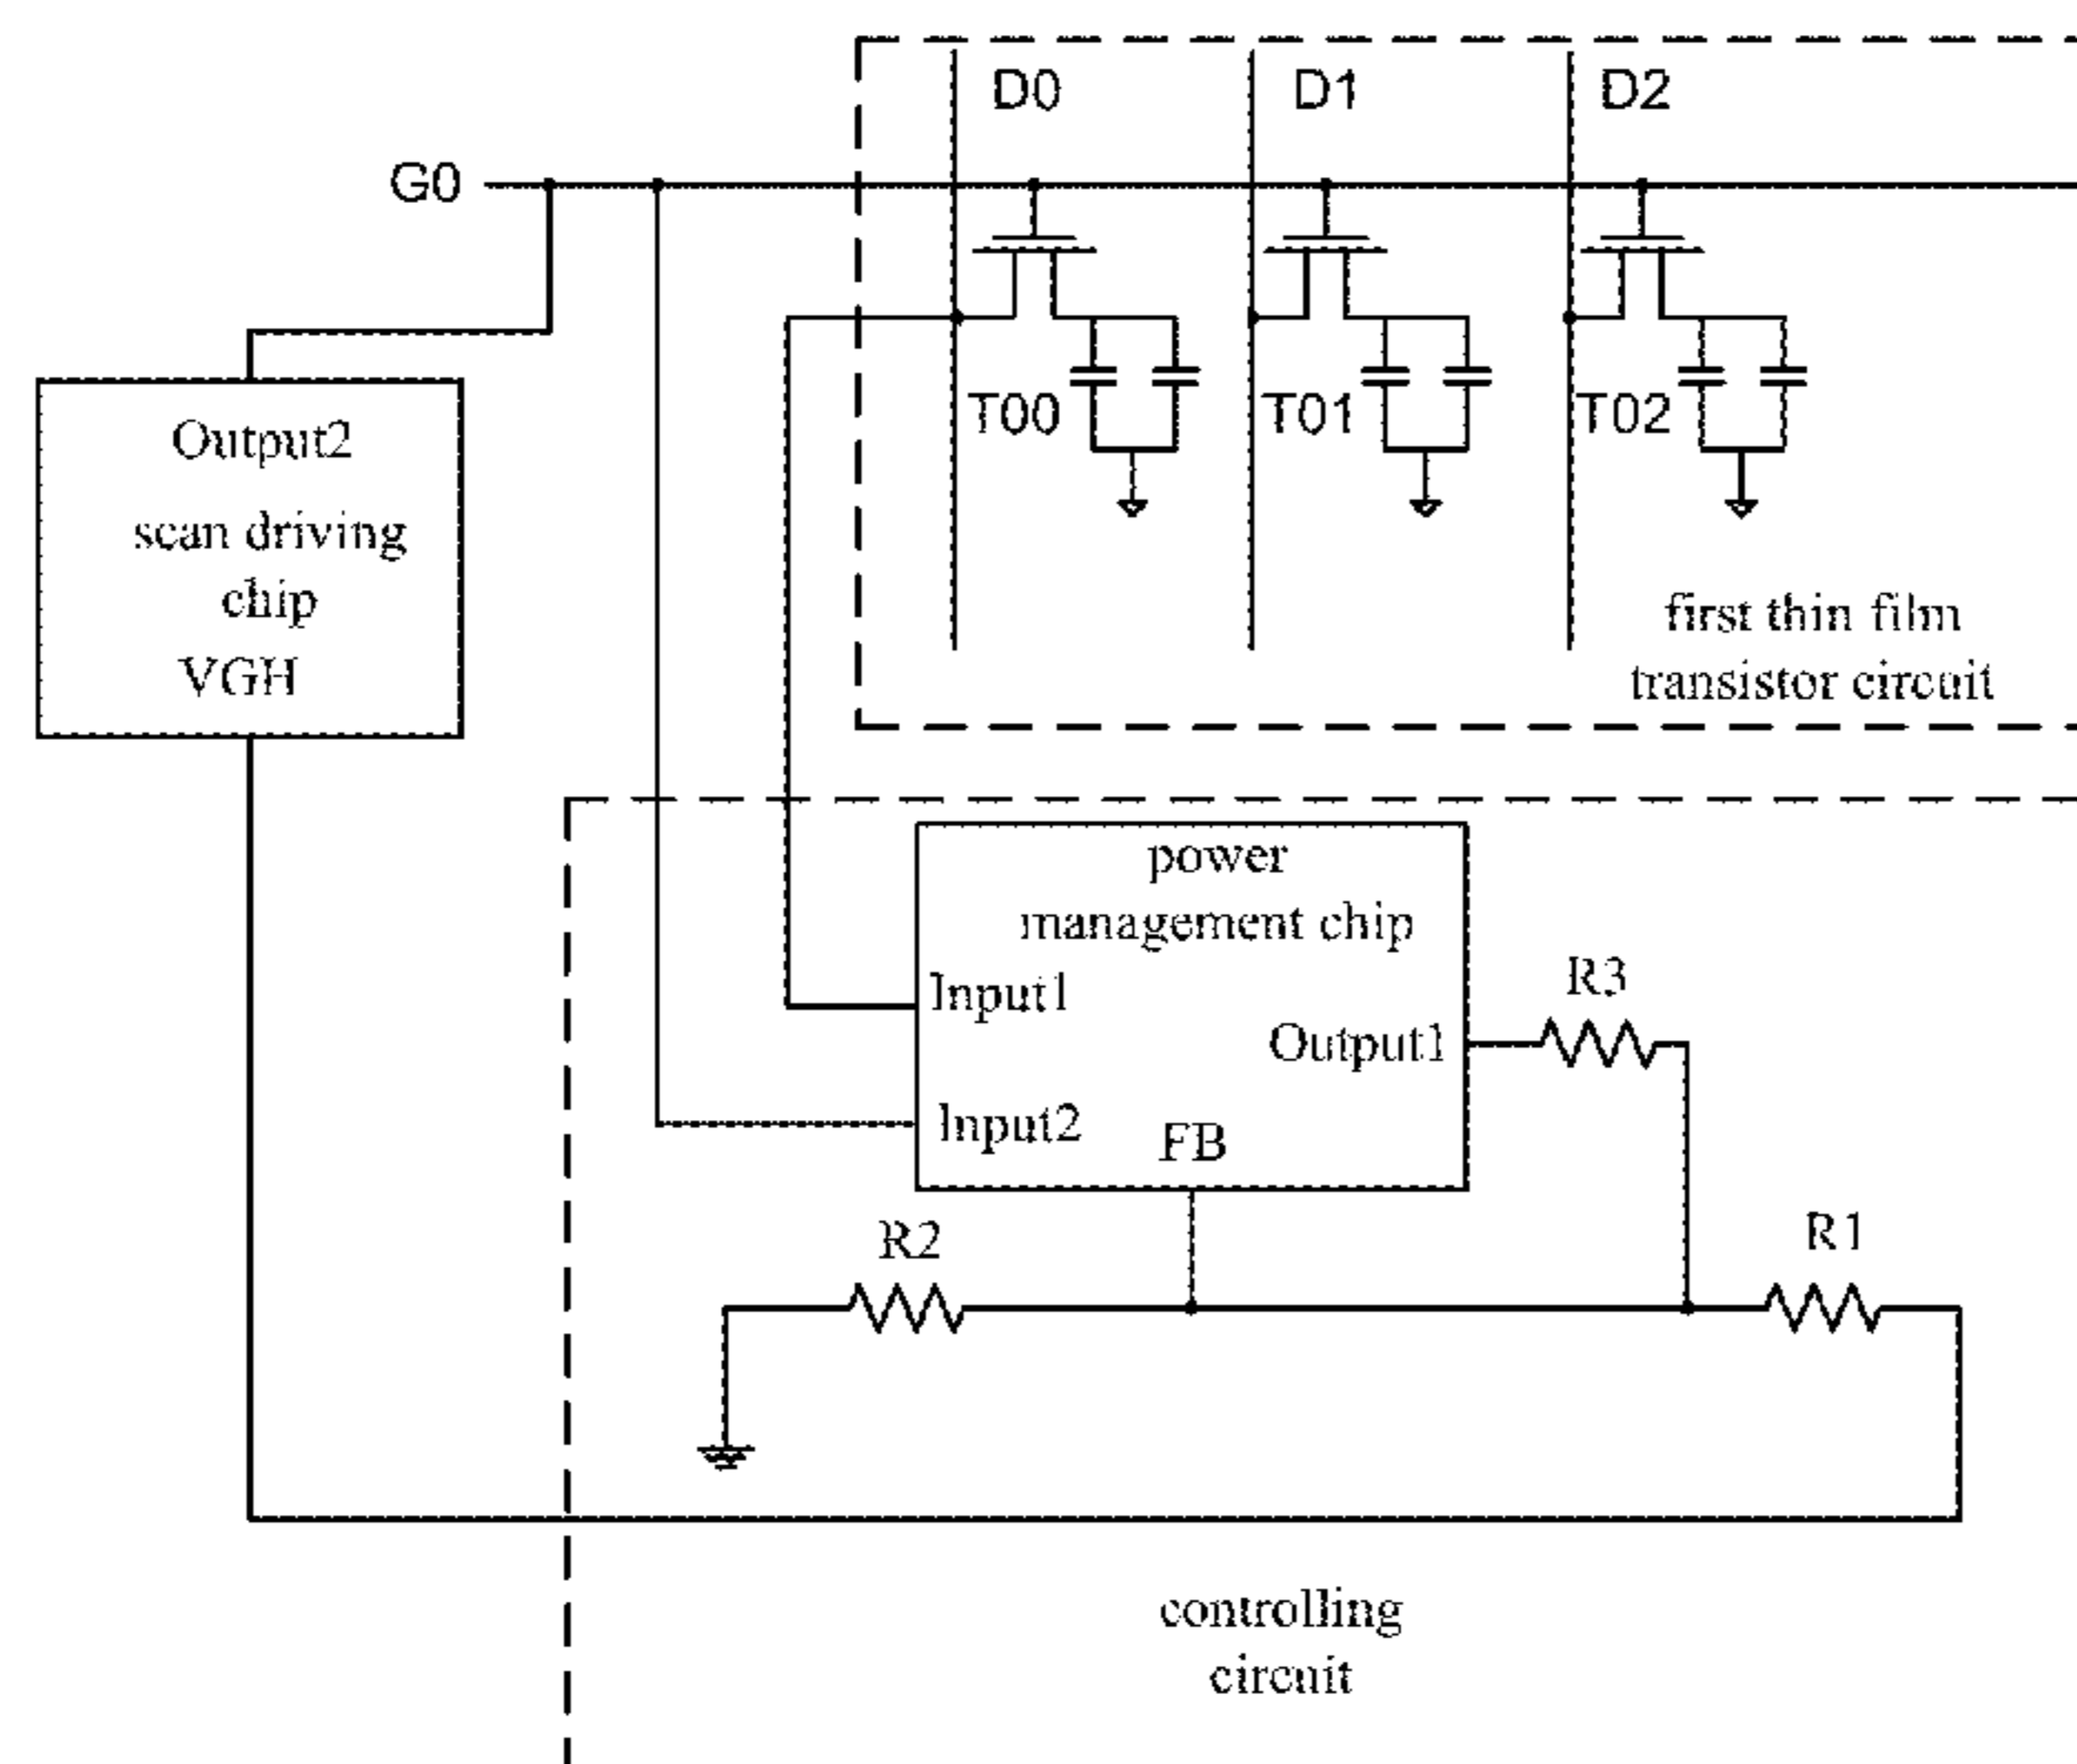 D0
D1
D2
G0
T00
T01
T02
Output2
scan driving
chip
VGH
first thin film
transistor circuit
power
management chip
Input1
Output1
Input2
FB
R3
R2
R1
controlling
circuit